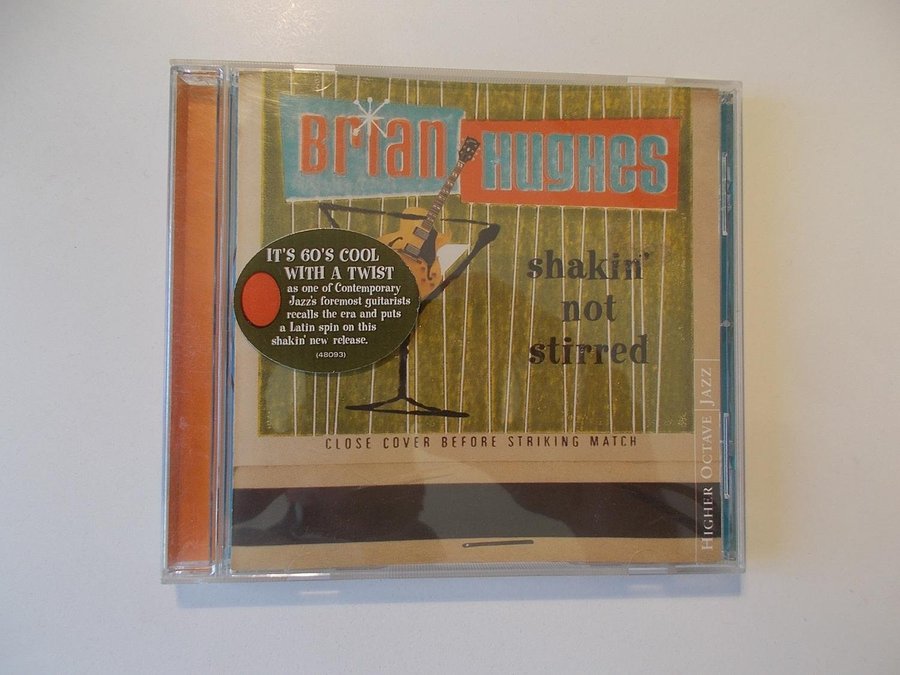 Brian Hughes
shakin'
not
stirred
IT'S 60'S COOL
WITH A TWIST
as one of Contemporary
Jazz's foremost guitarists
recalls the era and puts
a Latin spin on this
shakin' new release.
(48093)
CLOSE COVER BEFORE STRIKING MATCH
HIGHER OCTAVE JAZZ